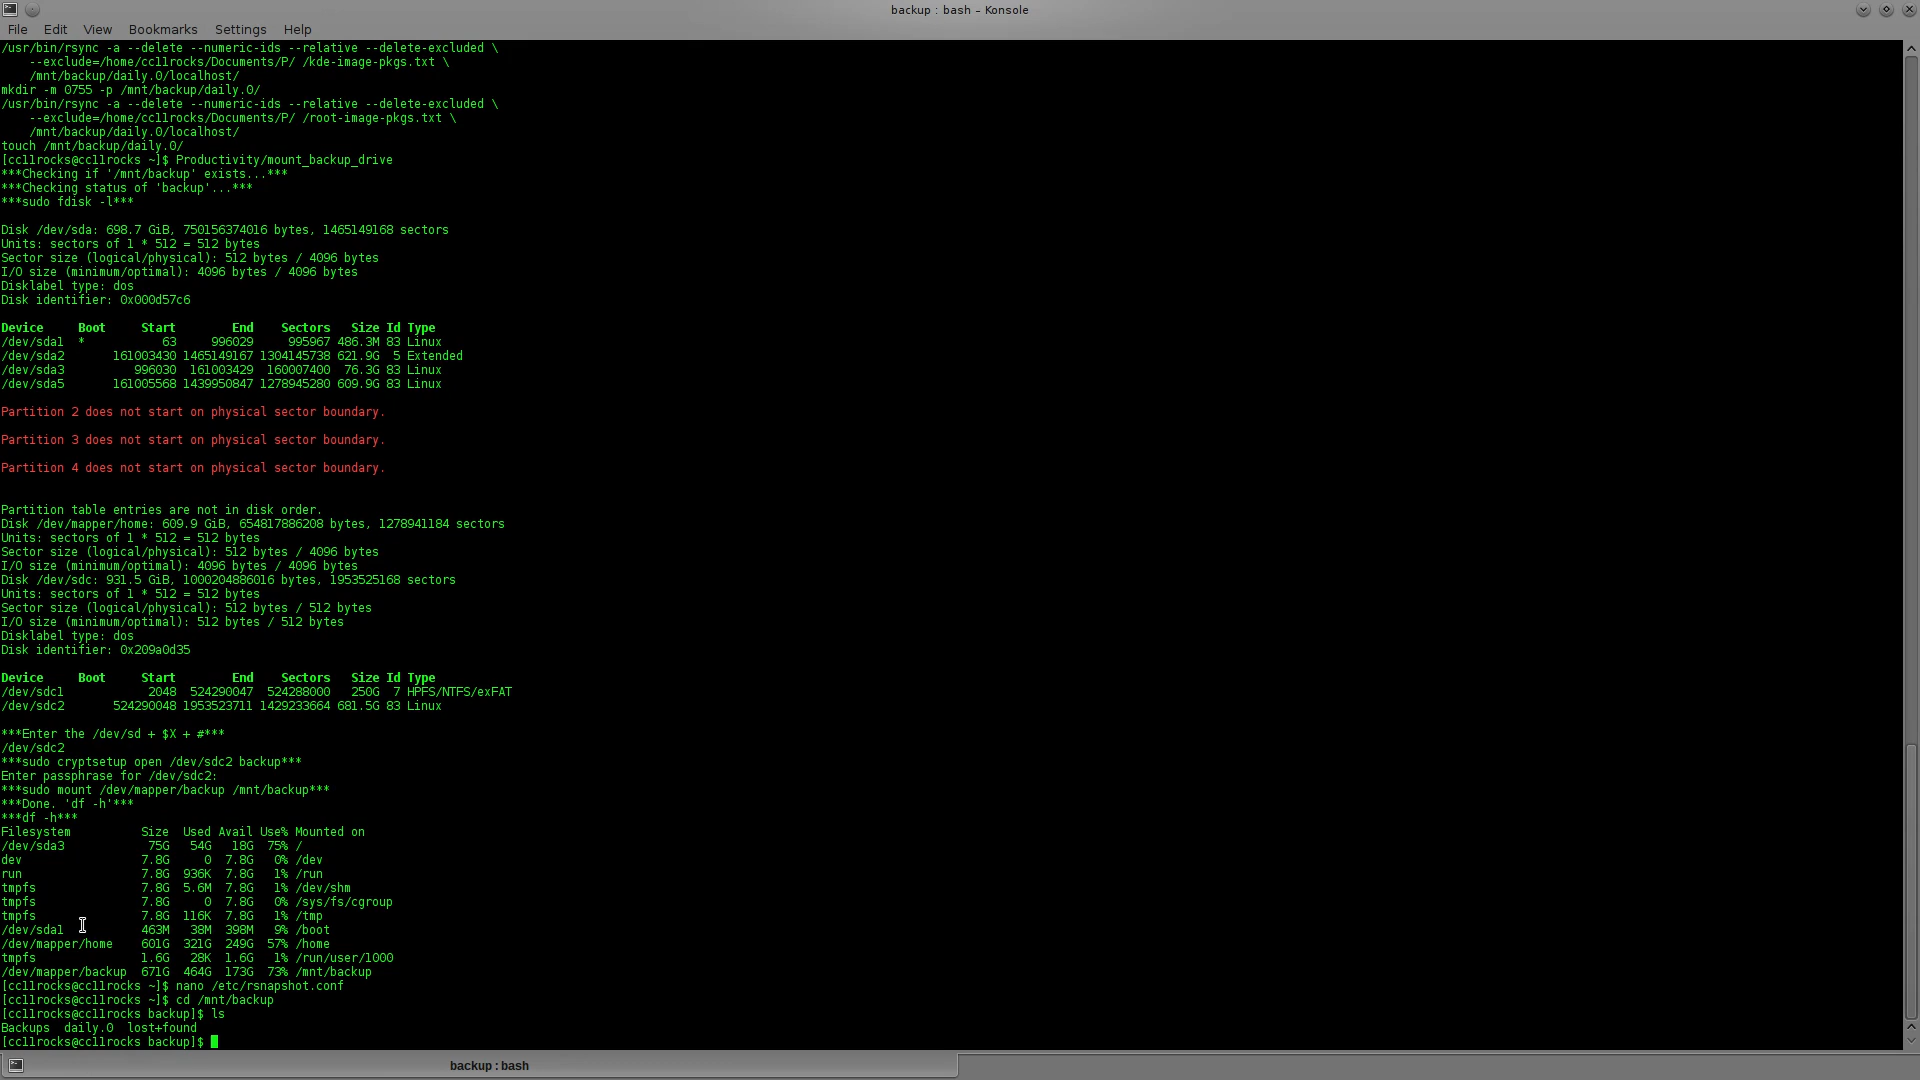 backup : bash – Konsole
File Edit View Bookmarks Settings Help
/usr/bin/rsync -a --delete --numeric-ids --relative --delete-excluded \
    --exclude=/home/cc11rocks/Documents/P/ /kde-image-pkgs.txt \
    /mnt/backup/daily.0/localhost/
mkdir -m 0755 -p /mnt/backup/daily.0/
/usr/bin/rsync -a --delete --numeric-ids --relative --delete-excluded \
    --exclude=/home/cc11rocks/Documents/P/ /root-image-pkgs.txt \
    /mnt/backup/daily.0/localhost/
touch /mnt/backup/daily.0/
[cc11rocks@cc11rocks ~]$ Productivity/mount_backup_drive
***Checking if '/mnt/backup' exists...***
***Checking status of 'backup'...***
***sudo fdisk -l***
Disk /dev/sda: 698.7 GiB, 750156374016 bytes, 1465149168 sectors
Units: sectors of 1 * 512 = 512 bytes
Sector size (logical/physical): 512 bytes / 4096 bytes
I/O size (minimum/optimal): 4096 bytes / 4096 bytes
Disklabel type: dos
Disk identifier: 0x000d57c6
Device     Boot     Start       End    Sectors   Size Id Type
/dev/sda1  *           63    996029     995967 486.3M 83 Linux
/dev/sda2       161003430 1465149167 1304145738 621.9G  5 Extended
/dev/sda3          996030  161003429  160007400  76.3G 83 Linux
/dev/sda5       161005568 1439950847 1278945280 609.9G 83 Linux
Partition 2 does not start on physical sector boundary.
Partition 3 does not start on physical sector boundary.
Partition 4 does not start on physical sector boundary.
Partition table entries are not in disk order.
Disk /dev/mapper/home: 609.9 GiB, 654817886208 bytes, 1278941184 sectors
Units: sectors of 1 * 512 = 512 bytes
Sector size (logical/physical): 512 bytes / 4096 bytes
I/O size (minimum/optimal): 4096 bytes / 4096 bytes
Disk /dev/sdc: 931.5 GiB, 1000204886016 bytes, 1953525168 sectors
Units: sectors of 1 * 512 = 512 bytes
Sector size (logical/physical): 512 bytes / 512 bytes
I/O size (minimum/optimal): 512 bytes / 512 bytes
Disklabel type: dos
Disk identifier: 0x209a0d35
Device     Boot     Start       End    Sectors   Size Id Type
/dev/sdc1            2048  524290047  524288000   250G  7 HPFS/NTFS/exFAT
/dev/sdc2       524290048 1953523711 1429233664 681.5G 83 Linux
***Enter the /dev/sd + $X + #***
/dev/sdc2
***sudo cryptsetup open /dev/sdc2 backup***
Enter passphrase for /dev/sdc2:
***sudo mount /dev/mapper/backup /mnt/backup***
***Done. 'df -h'***
***df -h***
Filesystem          Size  Used Avail Use% Mounted on
/dev/sda3            75G   54G   18G  75% /
dev                 7.8G     0  7.8G   0% /dev
run                 7.8G  936K  7.8G   1% /run
tmpfs               7.8G  5.6M  7.8G   1% /dev/shm
tmpfs               7.8G     0  7.8G   0% /sys/fs/cgroup
tmpfs               7.8G  116K  7.8G   1% /tmp
/dev/sda1           463M   38M  398M   9% /boot
/dev/mapper/home    601G  321G  249G  57% /home
tmpfs               1.6G   28K  1.6G   1% /run/user/1000
/dev/mapper/backup  671G  464G  173G  73% /mnt/backup
[cc11rocks@cc11rocks ~]$ nano /etc/rsnapshot.conf
[cc11rocks@cc11rocks ~]$ cd /mnt/backup
[cc11rocks@cc11rocks backup]$ ls
Backups  daily.0  lost+found
[cc11rocks@cc11rocks backup]$
backup : bash